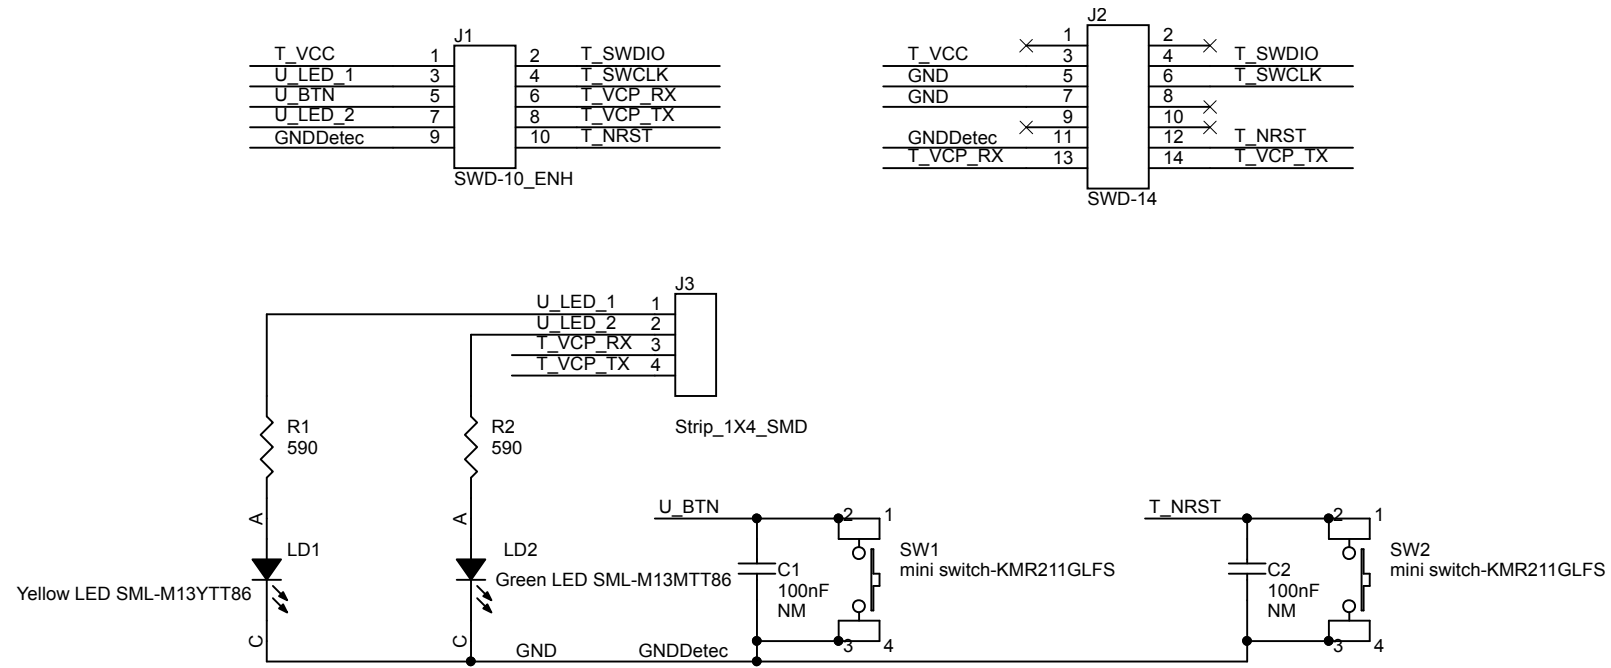 J1
T_VCC 1 2 T_SWDIO
U_LED_1 3 4 T_SWCLK
U_BTN 5 6 T_VCP_RX
U_LED_2 7 8 T_VCP_TX
GNDDetec 9 10 T_NRST
SWD-10_ENH
J2
1 2
T_VCC 3 4 T_SWDIO
GND 5 6 T_SWCLK
GND 7 8
9 10
GNDDetec 11 12 T_NRST
T_VCP_RX 13 14 T_VCP_TX
SWD-14
J3
U_LED_1 1
U_LED_2 2
T_VCP_RX 3
T_VCP_TX 4
Strip_1X4_SMD
R1
590
A
LD1
Yellow LED SML-M13YTT86
C
R2
590
A
LD2
Green LED SML-M13MTT86
C
GND GNDDetec
U_BTN
2 1
SW1
mini switch-KMR211GLFS
C1
100nF
NM
3 4
T_NRST
2 1
SW2
mini switch-KMR211GLFS
C2
100nF
NM
3 4